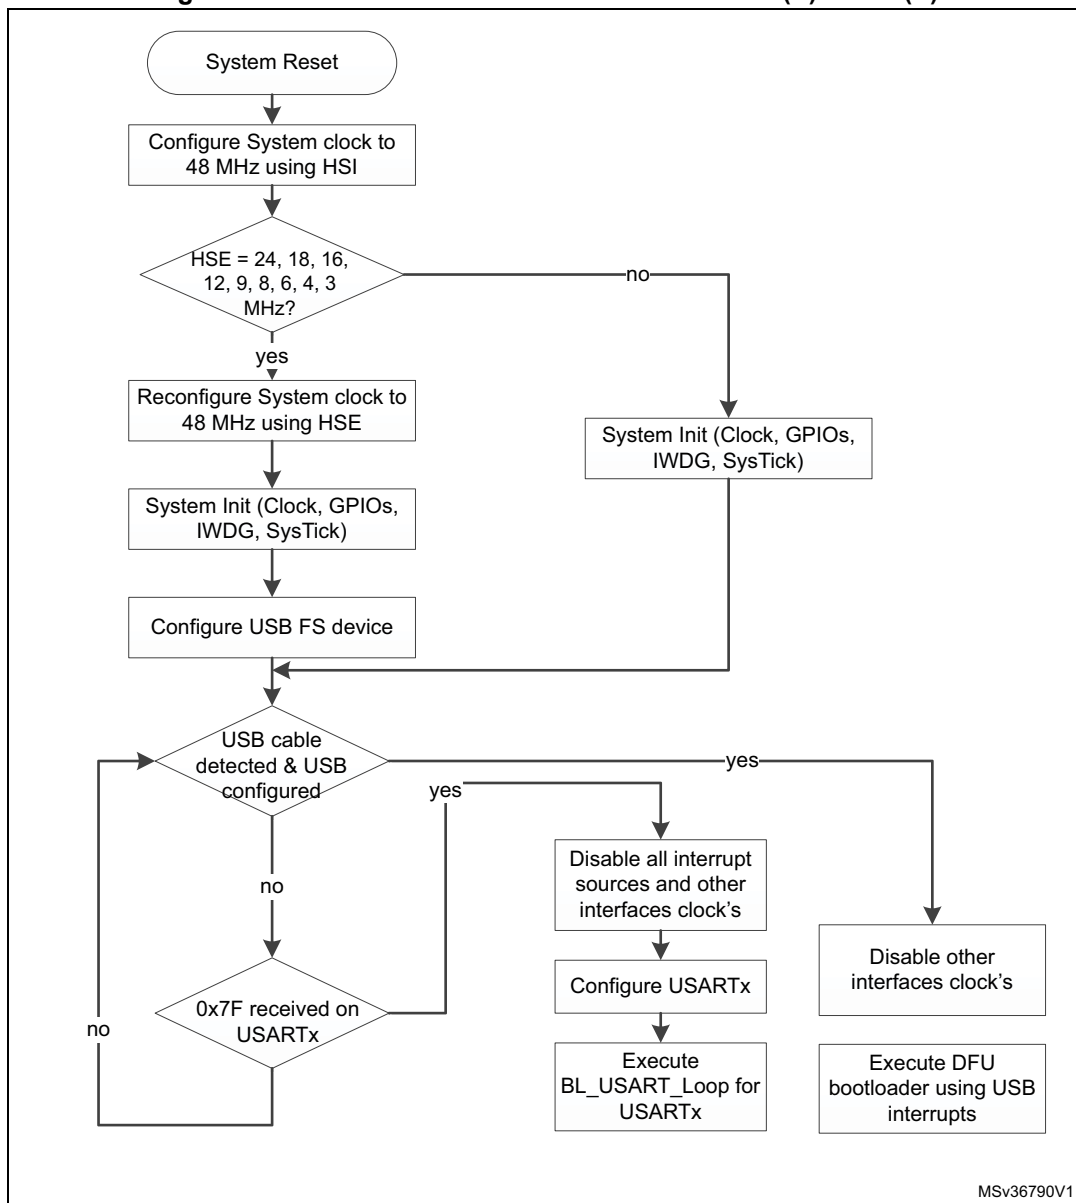 System Reset
Configure System clock to
48 MHz using HSI
HSE = 24, 18, 16,
12, 9, 8, 6, 4, 3
MHz?
no
yes
Reconfigure System clock to
48 MHz using HSE
System Init (Clock, GPIOs,
IWDG, SysTick)
System Init (Clock, GPIOs,
IWDG, SysTick)
Configure USB FS device
USB cable
detected & USB
configured
yes
yes
no
Disable all interrupt
sources and other
interfaces clock's
Disable other
interfaces clock's
Configure USARTx
0x7F received on
USARTx
no
Execute
BL_USART_Loop for
USARTx
Execute DFU
bootloader using USB
interrupts
MSv36790V1